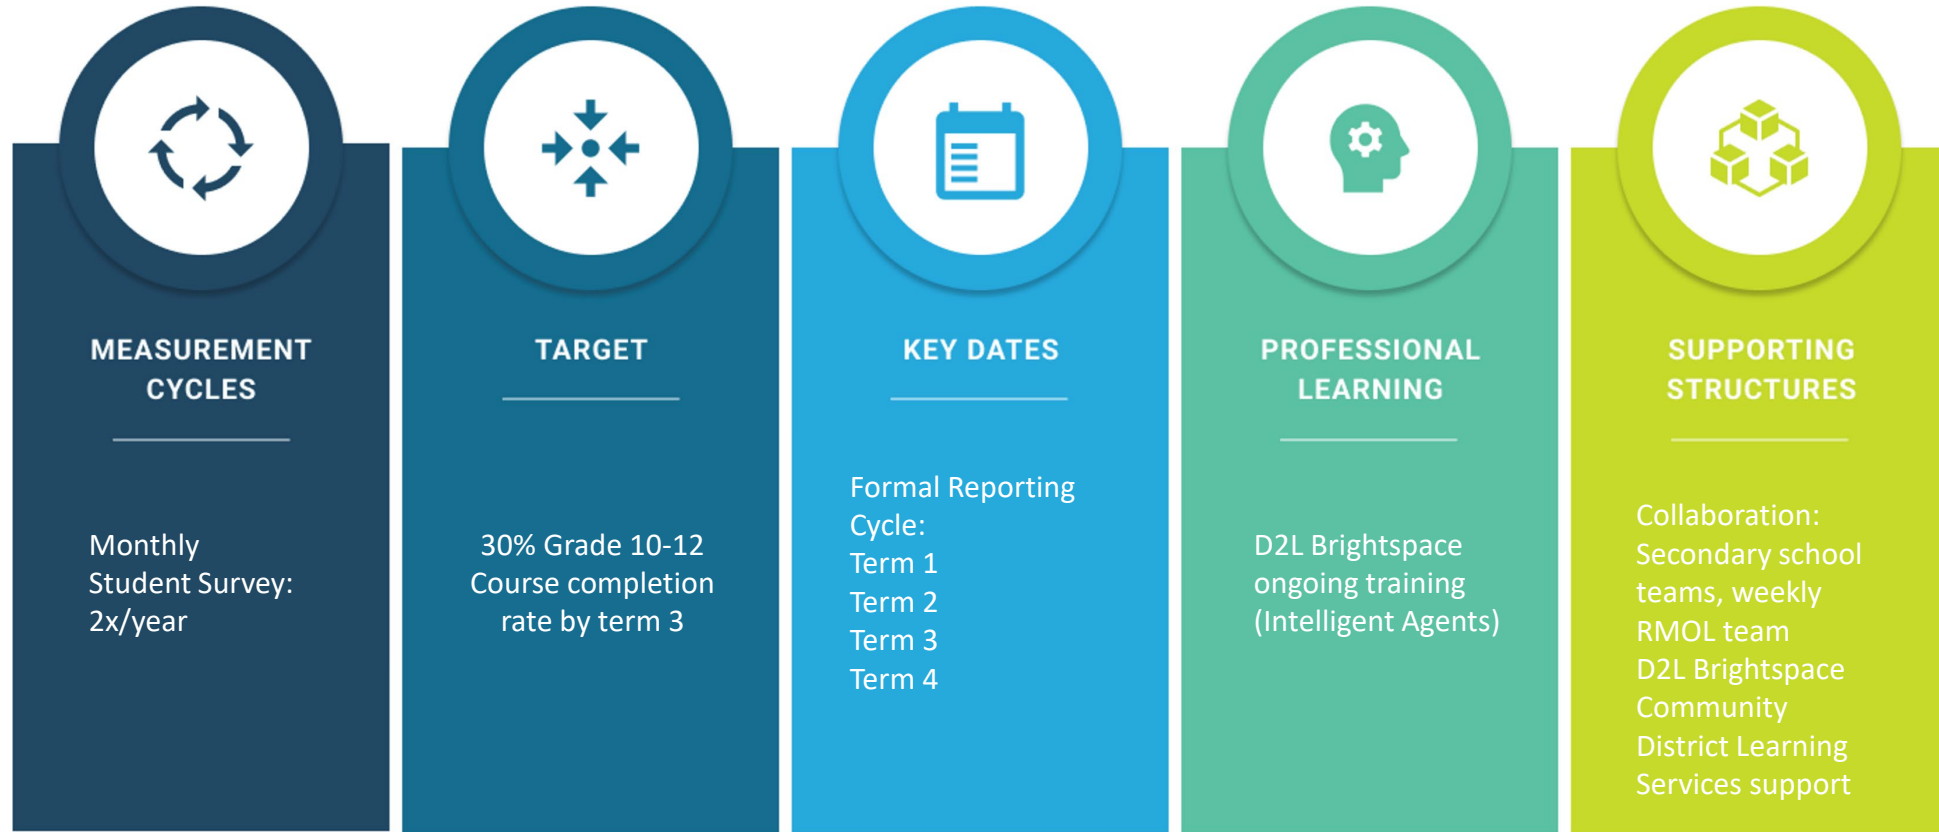 MEASUREMENT
CYCLES
Monthly
Student Survey:
2x/year
TARGET
30% Grade 10-12
Course completion
rate by term 3
KEY DATES
Formal Reporting
Cycle:
Term 1
Term 2
Term 3
Term 4
PROFESSIONAL
LEARNING
D2L Brightspace
ongoing training
(Intelligent Agents)
SUPPORTING
STRUCTURES
Collaboration:
Secondary school
teams, weekly
RMOL team
D2L Brightspace
Community
District Learning
Services support